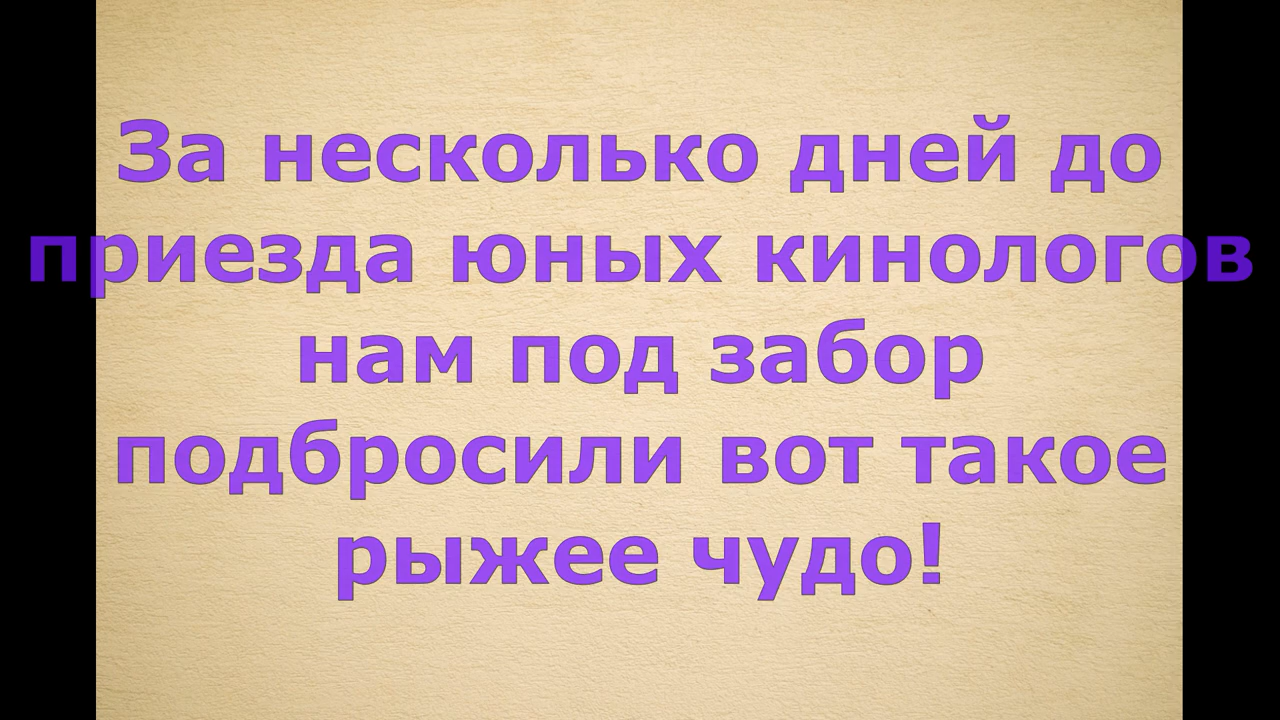 За несколько дней до
приезда юных кинологов
нам под забор
подбросили вот такое
рыжее чудо!